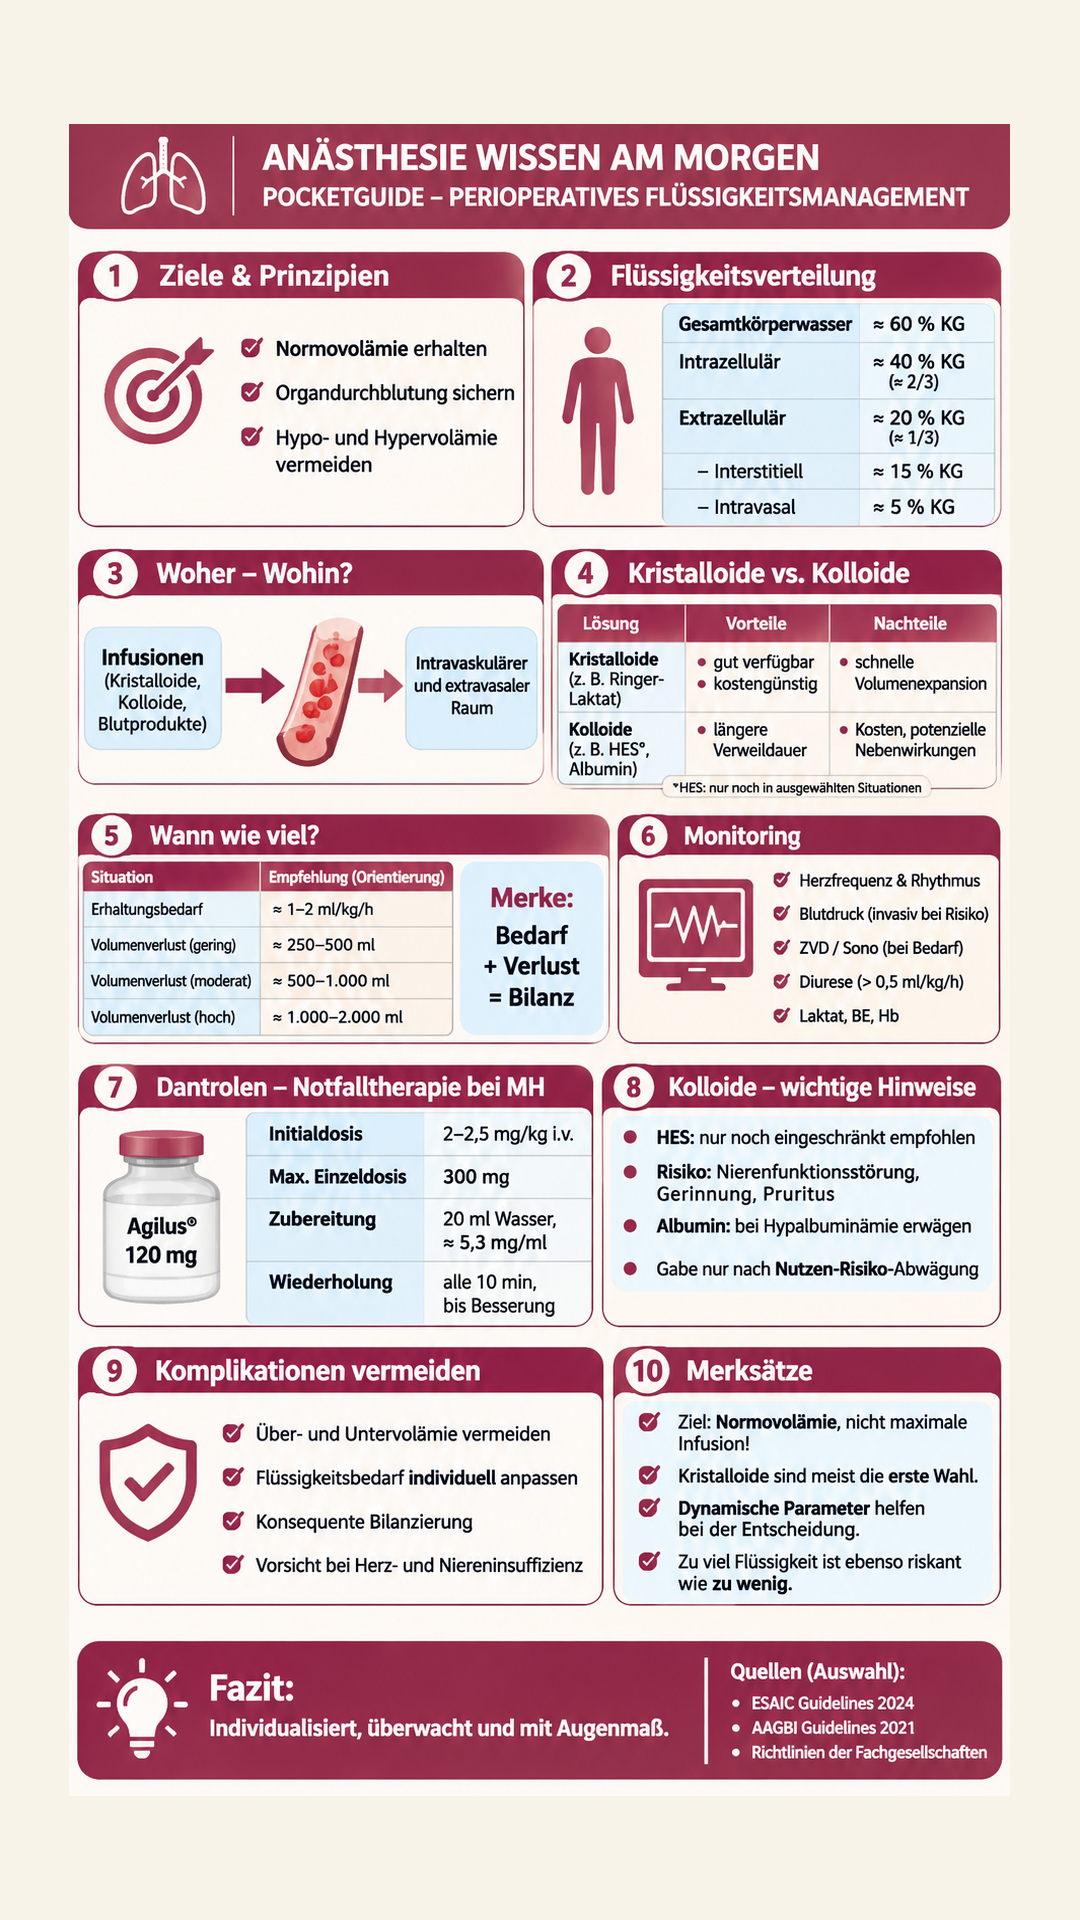 ANÄSTHESIE WISSEN AM MORGEN
POCKETGUIDE – PERIOPERATIVES FLÜSSIGKEITSMANAGEMENT
1 Ziele & Prinzipien
Normovolämie erhalten
Organdurchblutung sichern
Hypo- und Hypervolämie
vermeiden
2 Flüssigkeitsverteilung
Gesamtkörperwasser ≈ 60 % KG
Intrazellulär ≈ 40 % KG
(≈ 2/3)
Extrazellulär ≈ 20 % KG
(≈ 1/3)
– Interstitiell ≈ 15 % KG
– Intravasal ≈ 5 % KG
3 Woher – Wohin?
Infusionen
(Kristalloide,
Kolloide,
Blutprodukte)
Intravaskulärer
und extravasaler
Raum
4 Kristalloide vs. Kolloide
Lösung Vorteile Nachteile
Kristalloide
(z. B. Ringer-
Laktat)
• gut verfügbar
• kostengünstig
• schnelle
Volumenexpansion
Kolloide
(z. B. HES*,
Albumin)
• längere
Verweildauer
• Kosten, potenzielle
Nebenwirkungen
*HES: nur noch in ausgewählten Situationen
5 Wann wie viel?
Situation Empfehlung (Orientierung)
Erhaltungsbedarf ≈ 1–2 ml/kg/h
Volumenverlust (gering) ≈ 250–500 ml
Volumenverlust (moderat) ≈ 500–1.000 ml
Volumenverlust (hoch) ≈ 1.000–2.000 ml
Merke:
Bedarf
+ Verlust
= Bilanz
6 Monitoring
Herzfrequenz & Rhythmus
Blutdruck (invasiv bei Risiko)
ZVD / Sono (bei Bedarf)
Diurese (> 0,5 ml/kg/h)
Laktat, BE, Hb
7 Dantrolen – Notfalltherapie bei MH
Agilus®
120 mg
Initialdosis 2–2,5 mg/kg i.v.
Max. Einzeldosis 300 mg
Zubereitung 20 ml Wasser,
≈ 5,3 mg/ml
Wiederholung alle 10 min,
bis Besserung
8 Kolloide – wichtige Hinweise
• HES: nur noch eingeschränkt empfohlen
• Risiko: Nierenfunktionsstörung,
Gerinnung, Pruritus
• Albumin: bei Hypalbuminämie erwägen
• Gabe nur nach Nutzen-Risiko-Abwägung
9 Komplikationen vermeiden
Über- und Untervolämie vermeiden
Flüssigkeitsbedarf individuell anpassen
Konsequente Bilanzierung
Vorsicht bei Herz- und Niereninsuffizienz
10 Merksätze
Ziel: Normovolämie, nicht maximale
Infusion!
Kristalloide sind meist die erste Wahl.
Dynamische Parameter helfen
bei der Entscheidung.
Zu viel Flüssigkeit ist ebenso riskant
wie zu wenig.
Fazit:
Individualisiert, überwacht und mit Augenmaß.
Quellen (Auswahl):
• ESAIC Guidelines 2024
• AAGBI Guidelines 2021
• Richtlinien der Fachgesellschaften